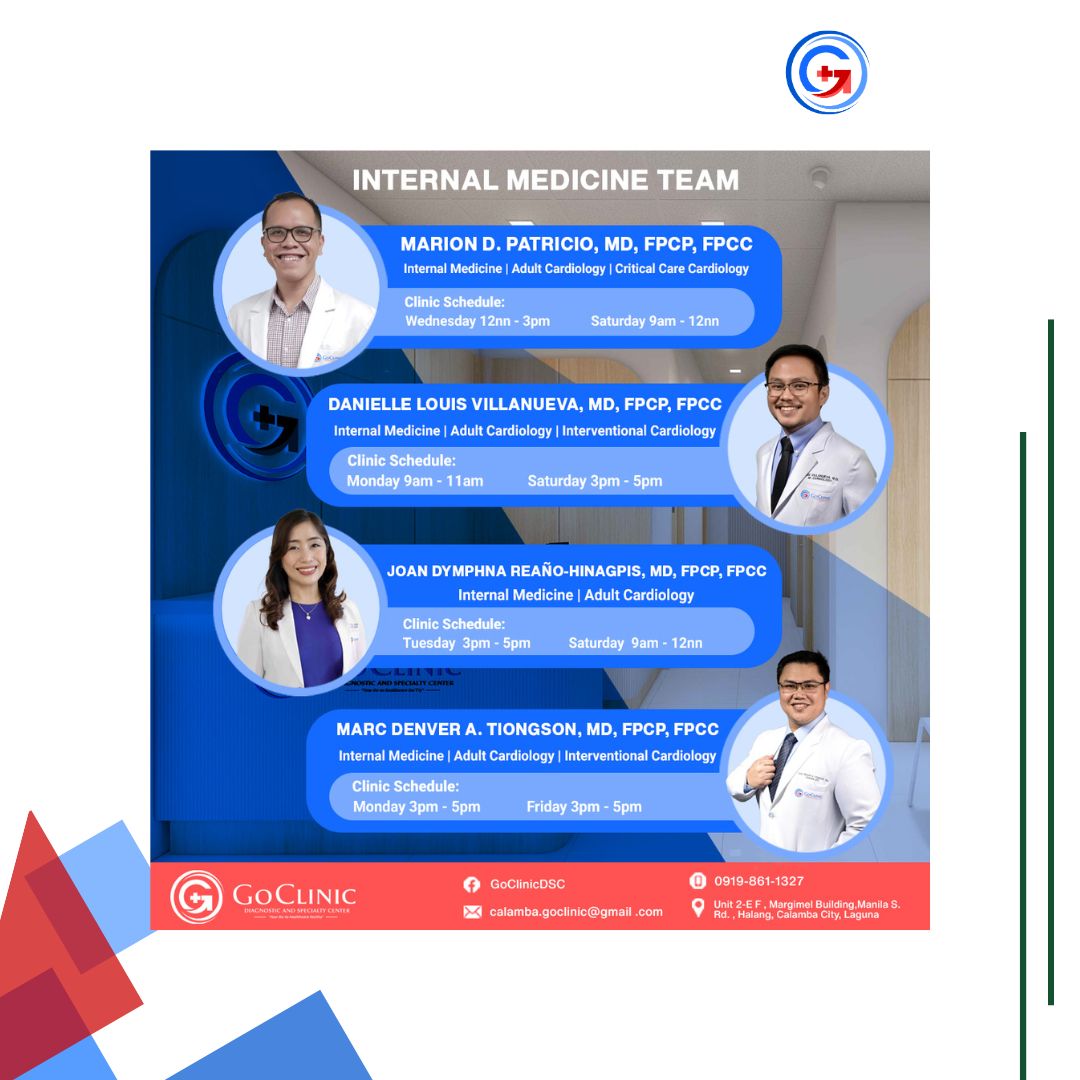 INTERNAL MEDICINE TEAM
MARION D. PATRICIO, MD, FPCP, FPCC
Internal Medicine | Adult Cardiology | Critical Care Cardiology
Clinic Schedule:
Wednesday 12nn - 3pm Saturday 9am - 12nn
DANIELLE LOUIS VILLANUEVA, MD, FPCP, FPCC
Internal Medicine | Adult Cardiology | Interventional Cardiology
Clinic Schedule:
Monday 9am - 11am Saturday 3pm - 5pm
JOAN DYMPHNA REAÑO-HINAGPIS, MD, FPCP, FPCC
Internal Medicine | Adult Cardiology
Clinic Schedule:
Tuesday 3pm - 5pm Saturday 9am - 12nn
MARC DENVER A. TIONGSON, MD, FPCP, FPCC
Internal Medicine | Adult Cardiology | Interventional Cardiology
Clinic Schedule:
Monday 3pm - 5pm Friday 3pm - 5pm
GOCLINIC
DIAGNOSTIC AND SPECIALTY CENTER
GoClinicDSC
calamba.goclinic@gmail .com
0919-861-1327
Unit 2-E F , Margimel Building,Manila S.
Rd. , Halang, Calamba City, Laguna